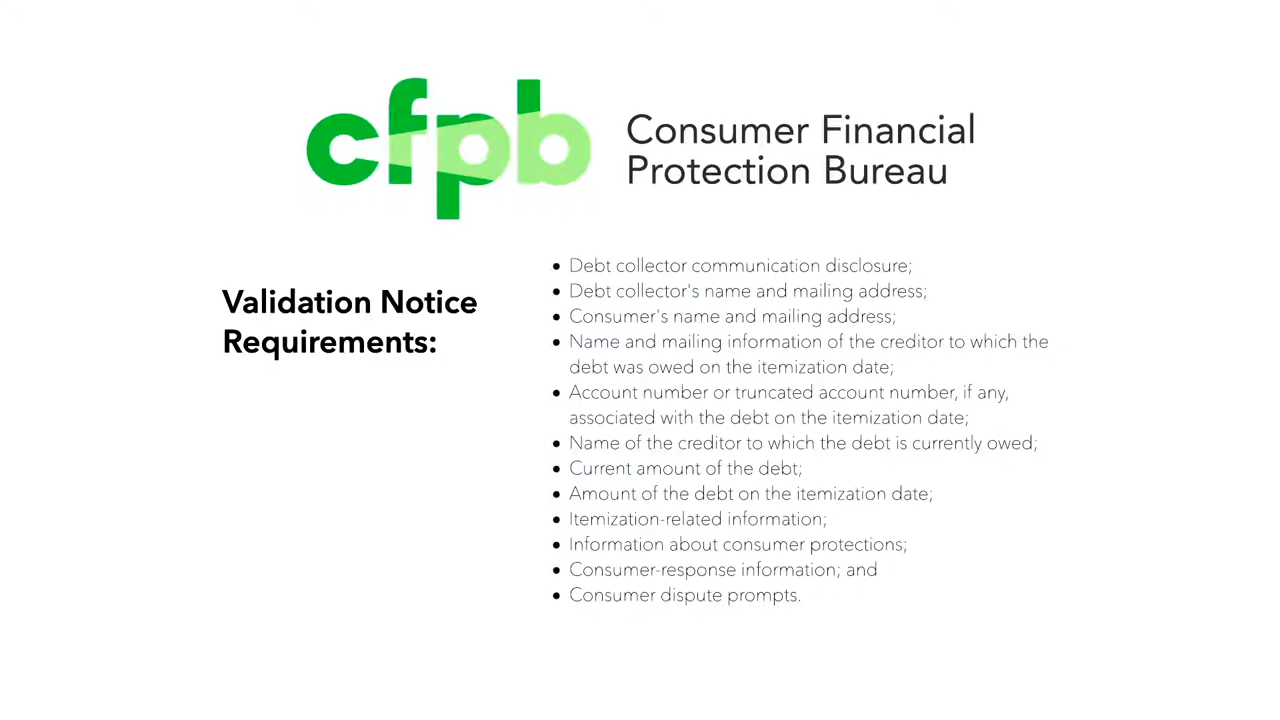 cfpb
Consumer Financial
Protection Bureau
Validation Notice
Requirements:
• Debt collector communication disclosure;
• Debt collector's name and mailing address;
• Consumer's name and mailing address;
• Name and mailing information of the creditor to which the
debt was owed on the itemization date;
• Account number or truncated account number, if any,
associated with the debt on the itemization date;
• Name of the creditor to which the debt is currently owed;
• Current amount of the debt;
• Amount of the debt on the itemization date;
• Itemization-related information;
• Information about consumer protections;
• Consumer-response information; and
• Consumer dispute prompts.